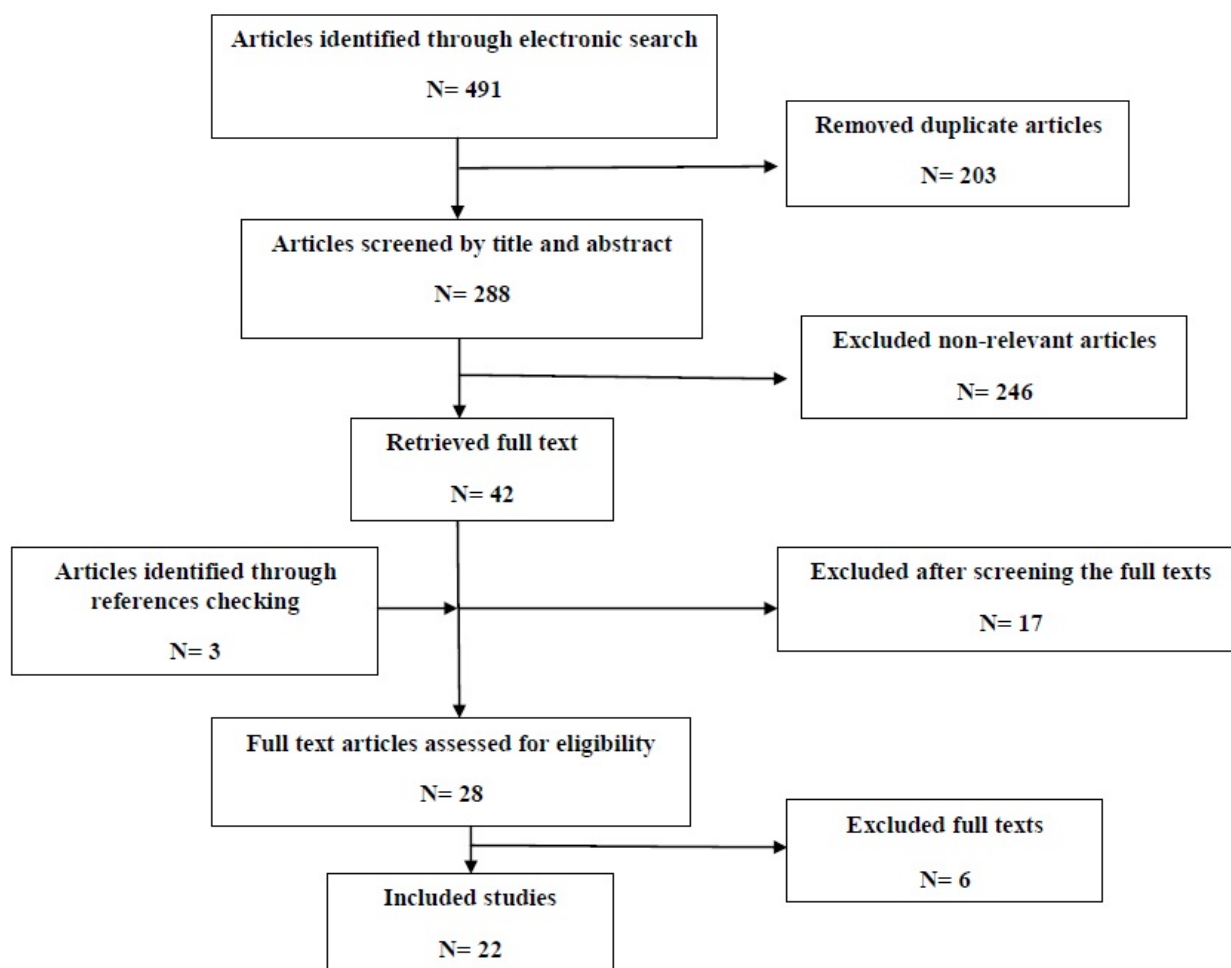 Articles identified through electronic search
N= 491
Removed duplicate articles
N= 203
Articles screened by title and abstract
N= 288
Excluded non-relevant articles
N= 246
Retrieved full text
N= 42
Articles identified through
references checking
N= 3
Excluded after screening the full texts
N= 17
Full text articles assessed for eligibility
N= 28
Excluded full texts
N= 6
Included studies
N= 22